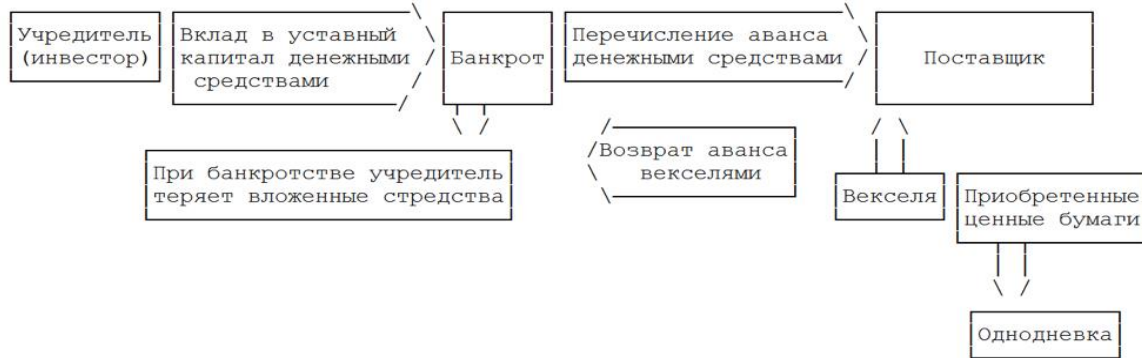 Учредитель
(инвестор)
Вклад в уставный
капитал денежными
средствами
Банкрот
Перечисление аванса
денежными средствами
Поставщик
При банкротстве учредитель
теряет вложенные стредства
Возврат аванса
векселями
Векселя
Приобретенные
ценные бумаги
Однодневка